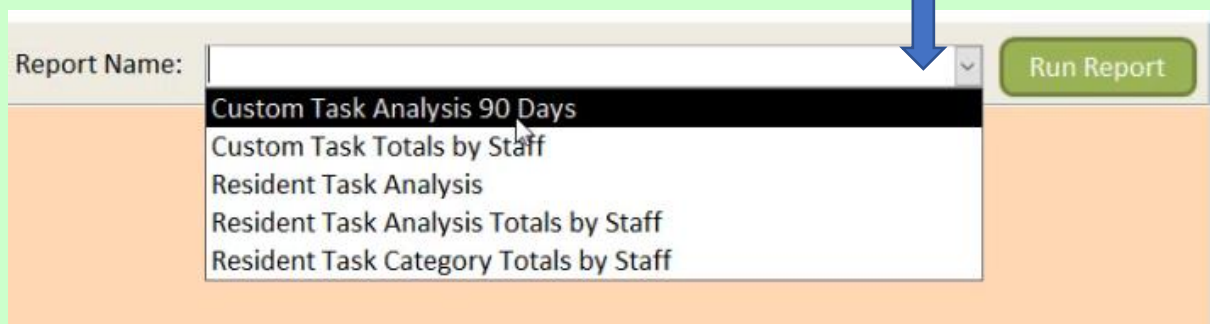 Report Name:
Run Report
Custom Task Analysis 90 Days
Custom Task Totals by Staff
Resident Task Analysis
Resident Task Analysis Totals by Staff
Resident Task Category Totals by Staff